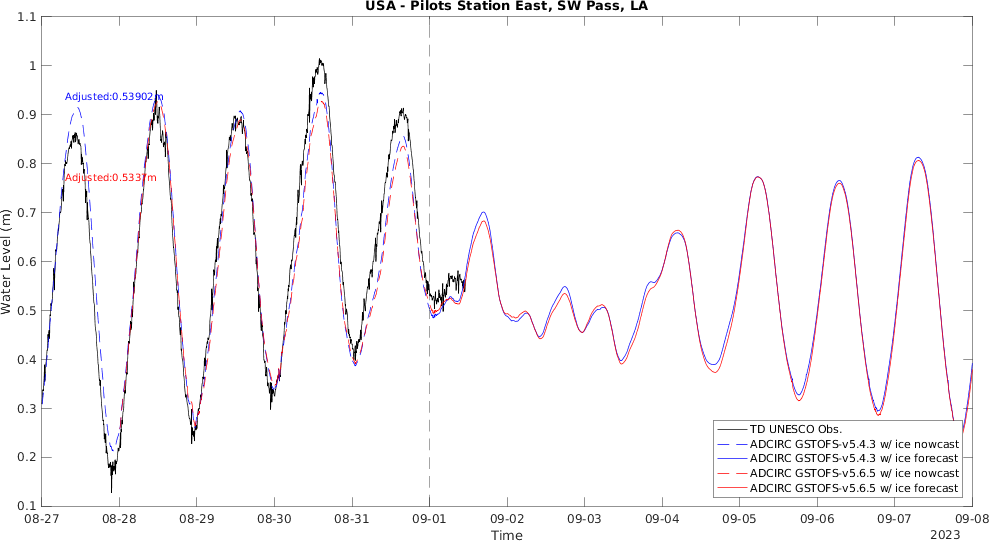 USA - Pilots Station East, SW Pass, LA
1.1
1
0.9
0.8
0.7
0.6
0.5
0.4
0.3
0.2
0.1
Water Level (m)
Adjusted:0.53902m
Adjusted:0.5337m
TD UNESCO Obs.
ADCIRC GSTOFS-v5.4.3 w/ ice nowcast
ADCIRC GSTOFS-v5.4.3 w/ ice forecast
ADCIRC GSTOFS-v5.6.5 w/ ice nowcast
ADCIRC GSTOFS-v5.6.5 w/ ice forecast
08-27 08-28 08-29 08-30 08-31 09-01 09-02 09-03 09-04 09-05 09-06 09-07 09-08
Time
2023